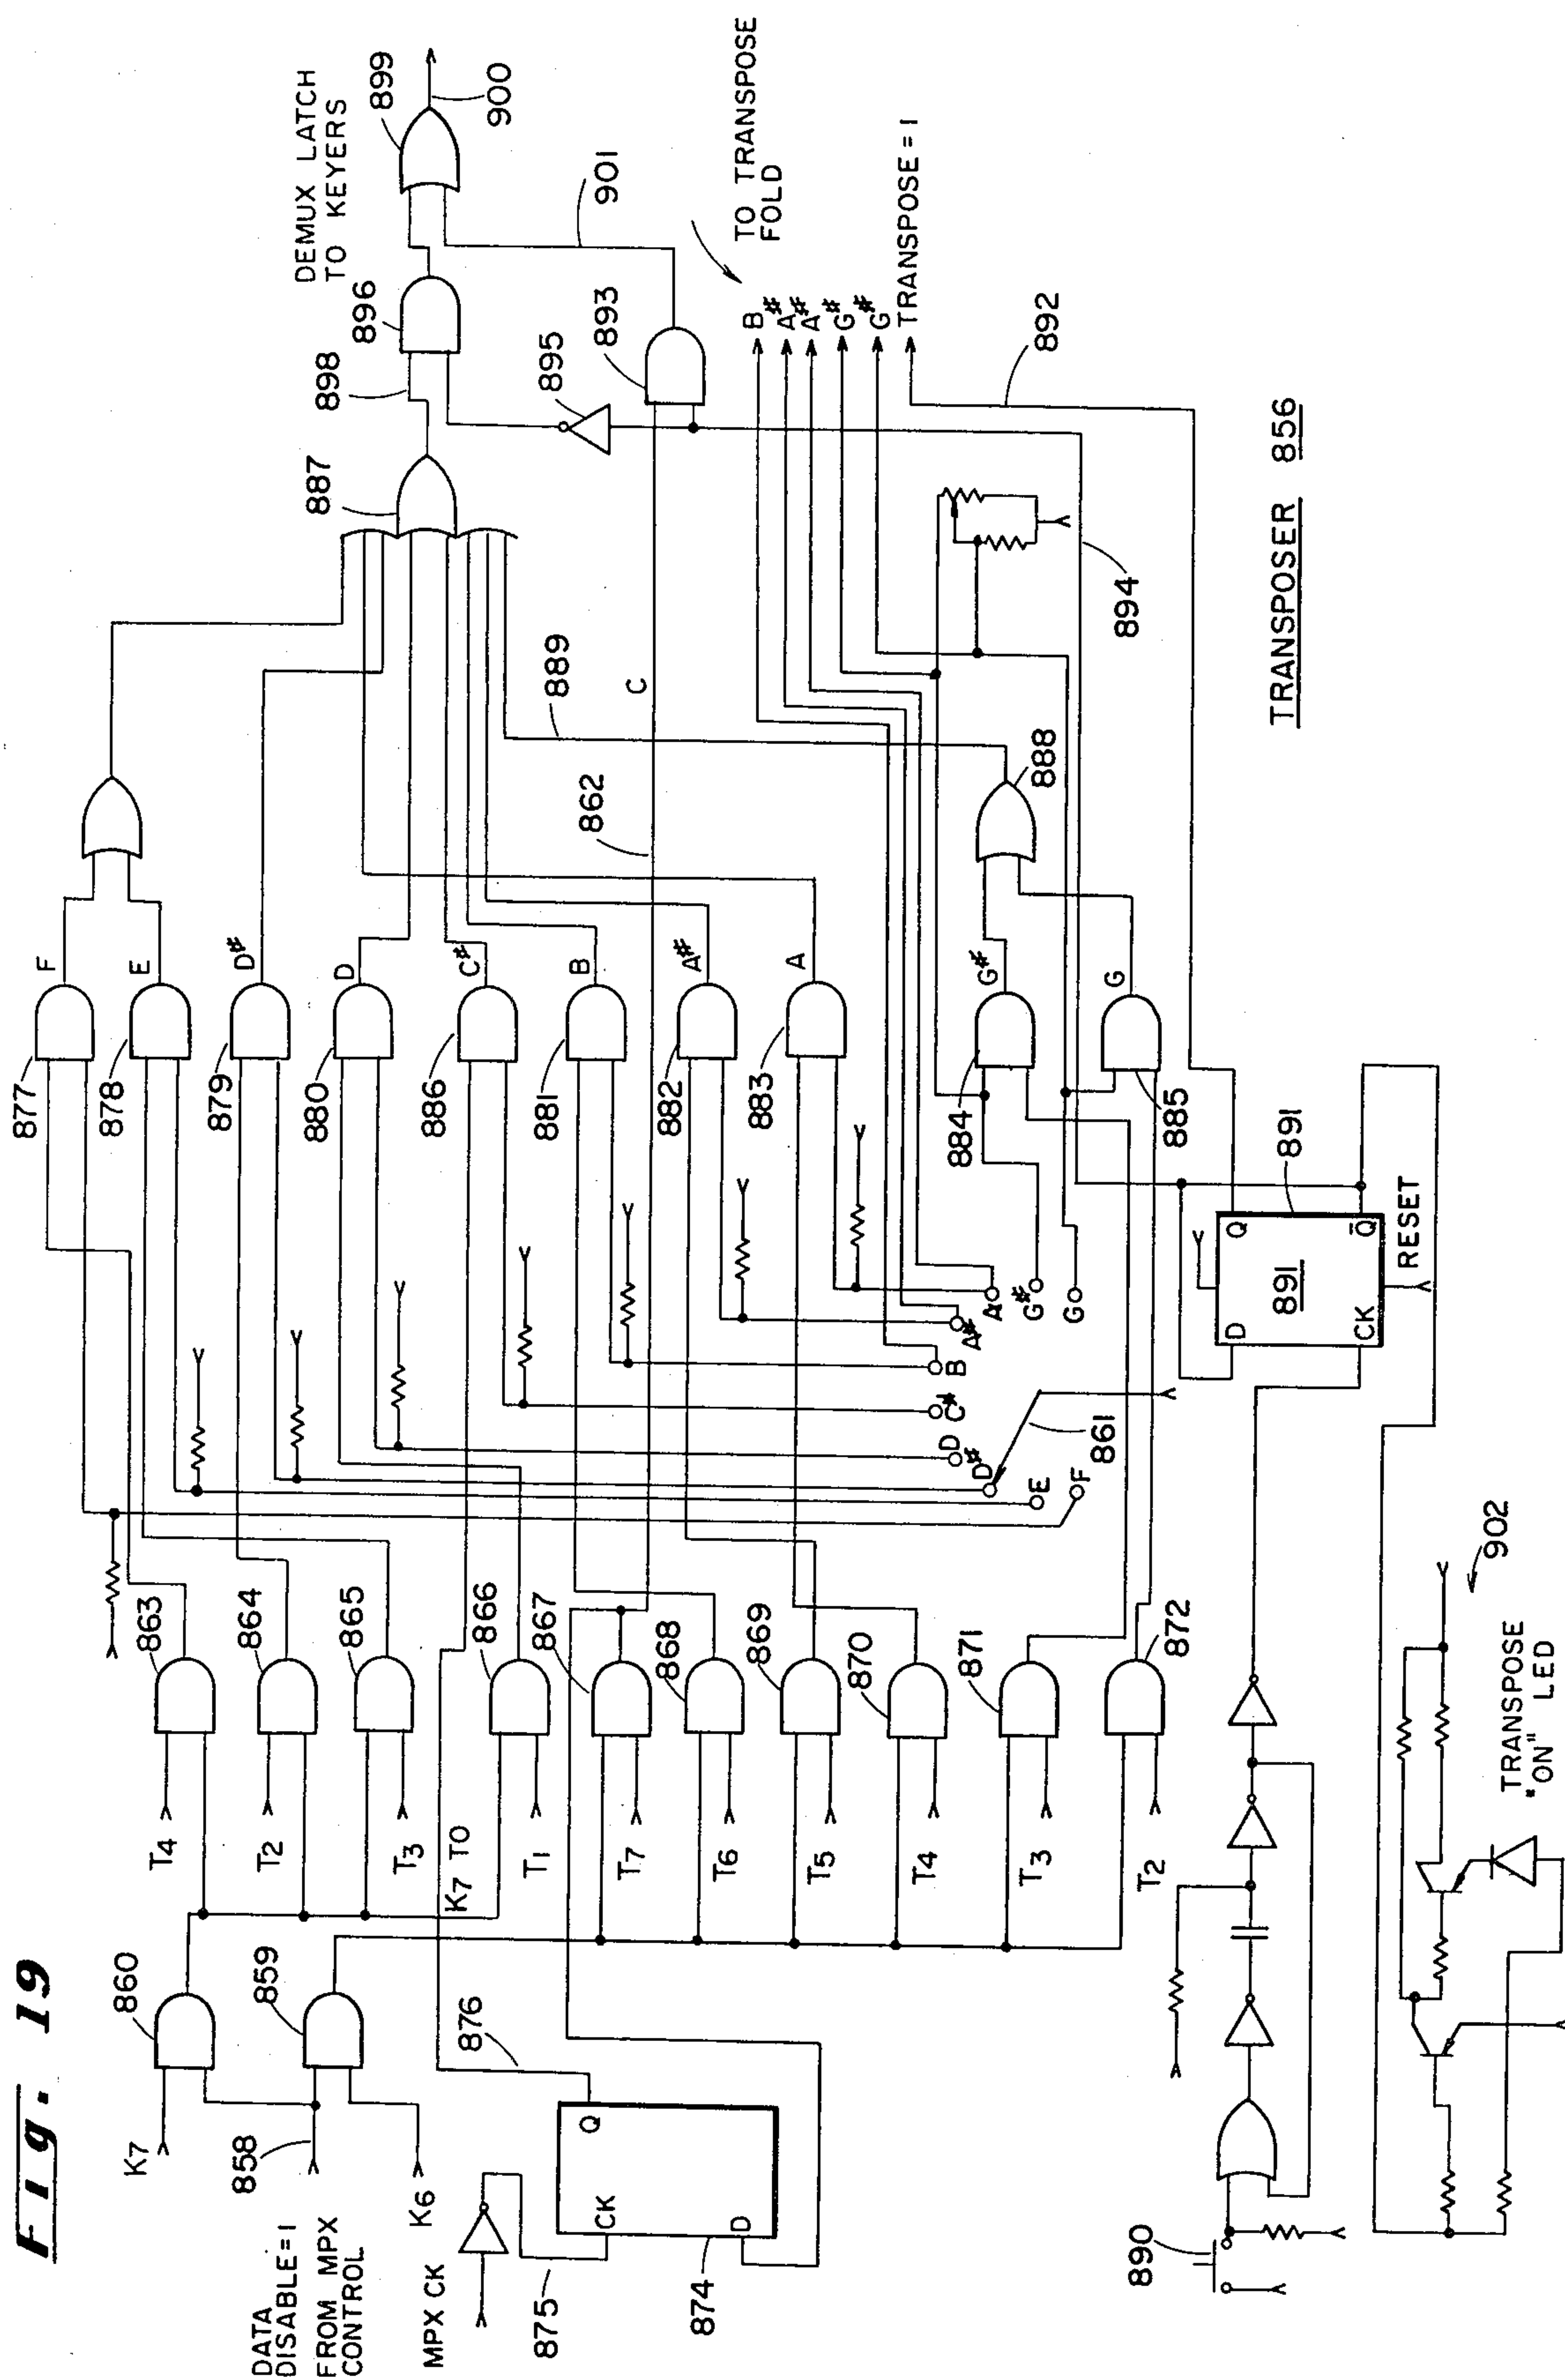 Fig. 19
K7
860
858
859
DATA
DISABLE=1
FROM MPX
CONTROL
K6
MPX CK
875
CK
Q
D
874
876
K7 TO
T4
863
T2
864
T3
865
T1
866
T7
867
T6
868
T5
869
T4
870
T3
871
T2
872
877
F
878
E
879
D#
880
D
886
C#
881
B
882
A#
883
A
884
G#
885
G
888
889
862
C
887
898
896
DEMUX LATCH
TO KEYERS
899
900
901
895
893
B
A#
A#
G#
G#
TO TRANSPOSE
FOLD
TRANSPOSE = 1
892
894
F
E
D#
D
C#
B
A#
A
G#
G
861
890
D
Q
891
891
CK
Q̅
RESET
TRANSPOSE
"ON" LED
902
TRANSPOSER 856